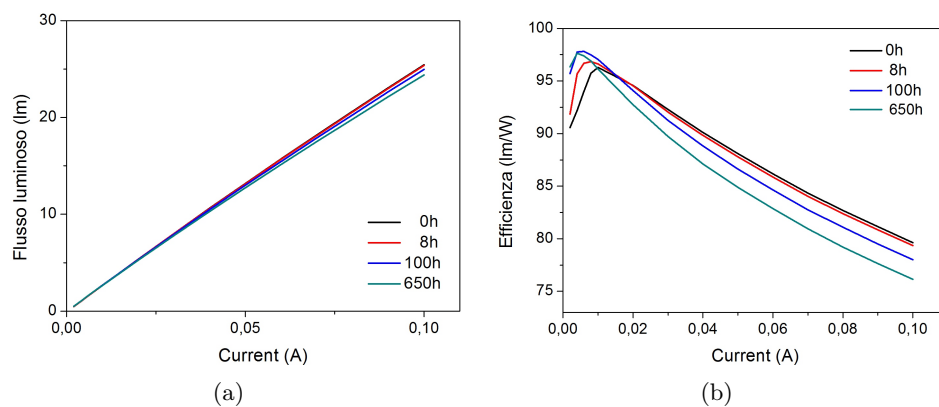 30
20
10
0
0,00
0,05
0,10
Flusso luminoso (lm)
Current (A)
0h
8h
100h
650h
(a)
100
95
90
85
80
75
0,00
0,02
0,04
0,06
0,08
0,10
Efficienza (lm/W)
Current (A)
0h
8h
100h
650h
(b)